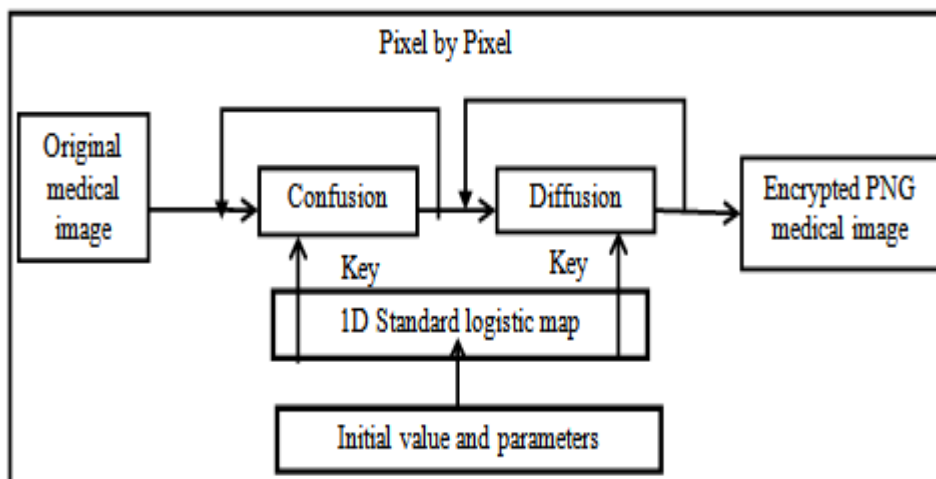 Pixel by Pixel
Original
medical
image
Confusion
Diffusion
Encrypted PNG
medical image
Key
Key
1D Standard logistic map
Initial value and parameters